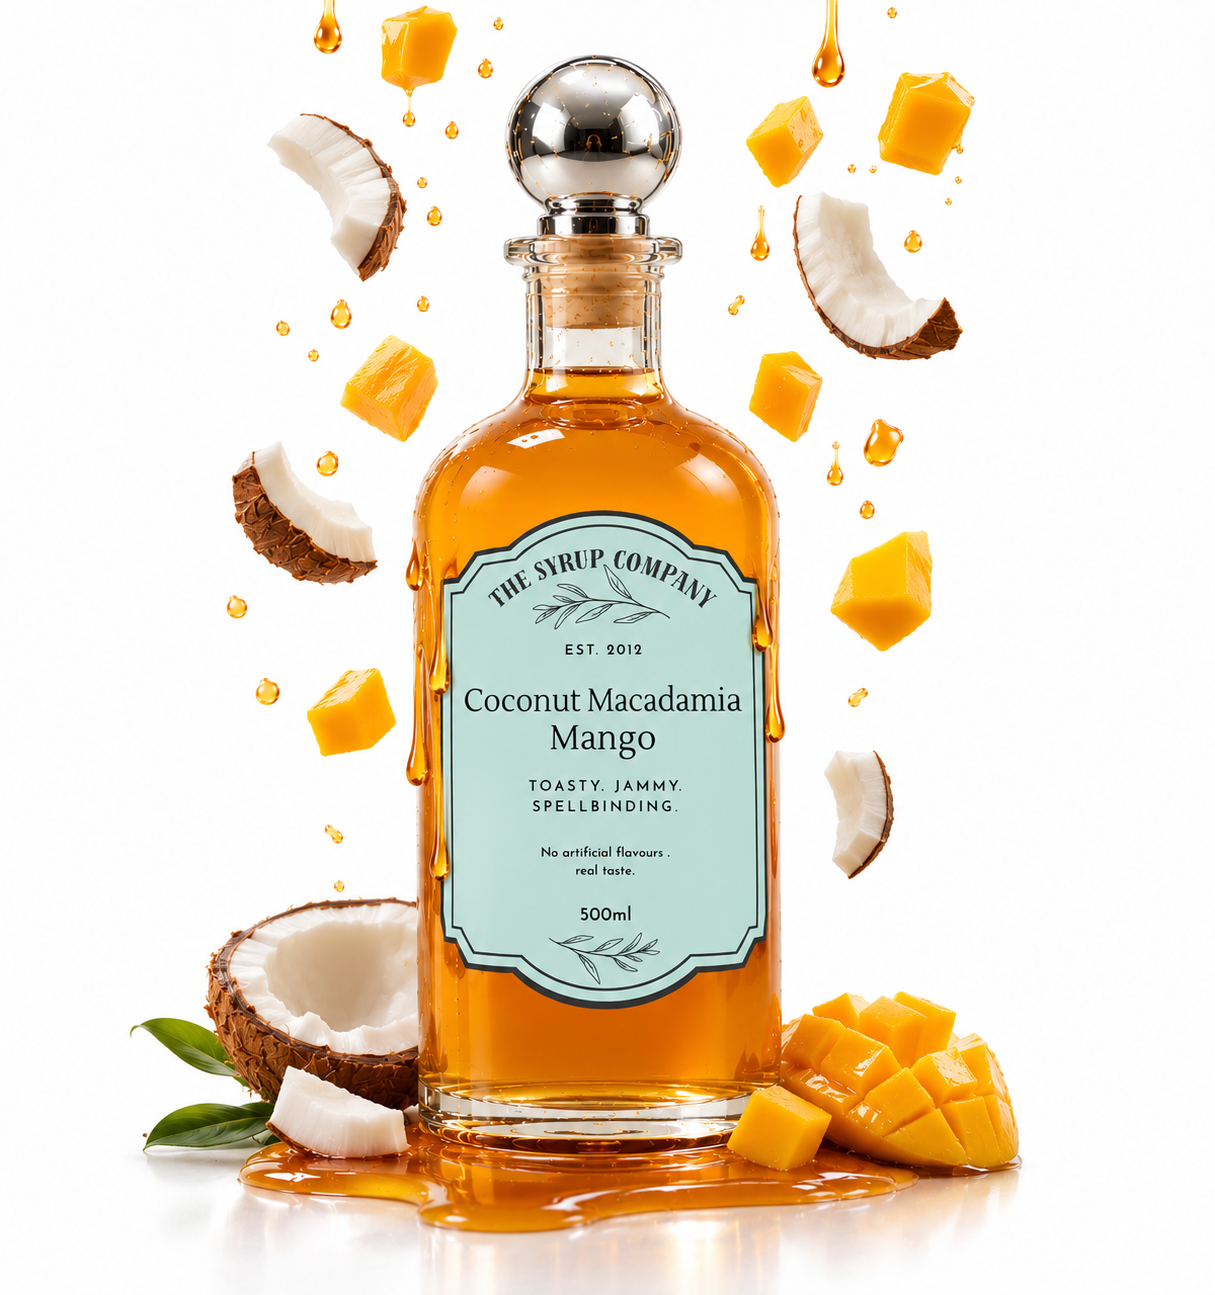 THE SYRUP COMPANY
EST. 2012
Coconut Macadamia
Mango
TOASTY. JAMMY.
SPELLBINDING.
No artificial flavours .
real taste.
500ml